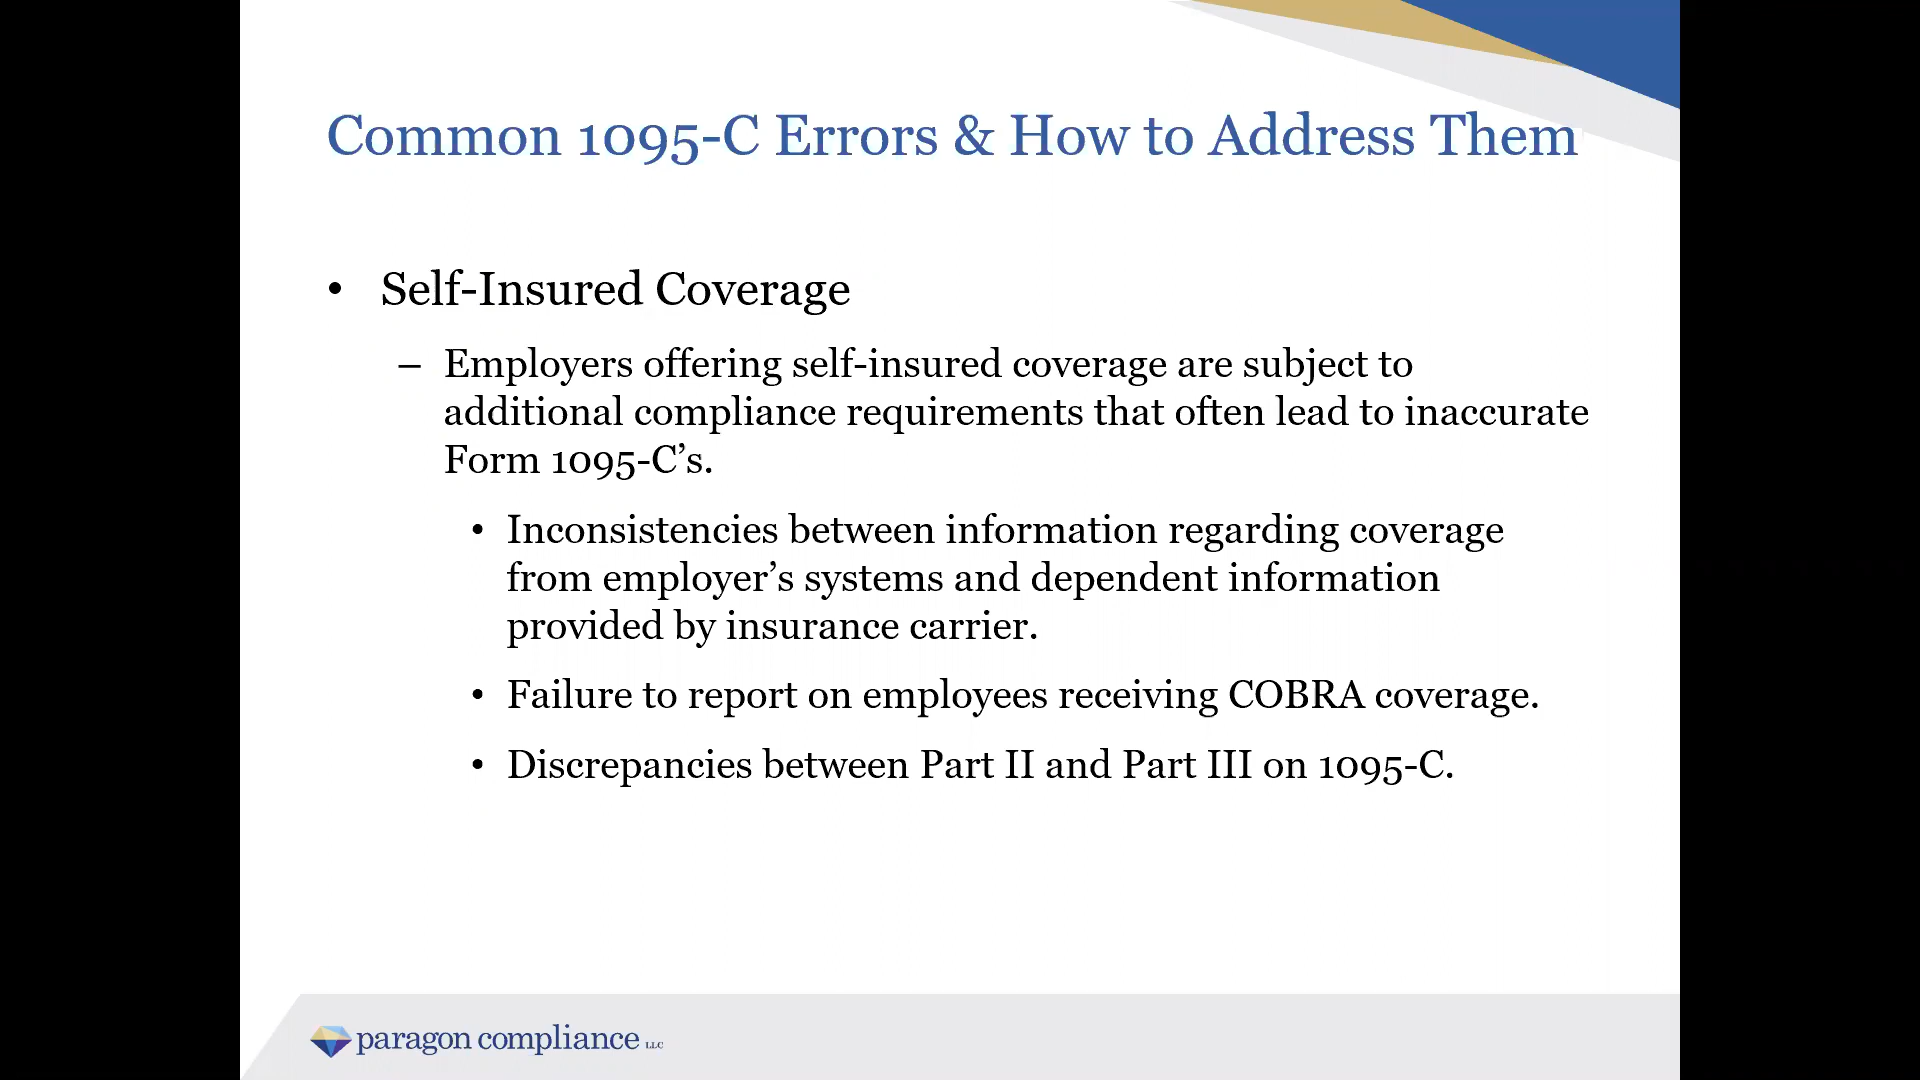 Common 1095-C Errors & How to Address Them
• Self-Insured Coverage
– Employers offering self-insured coverage are subject to
additional compliance requirements that often lead to inaccurate
Form 1095-C’s.
• Inconsistencies between information regarding coverage
from employer’s systems and dependent information
provided by insurance carrier.
• Failure to report on employees receiving COBRA coverage.
• Discrepancies between Part II and Part III on 1095-C.
paragon compliance LLC